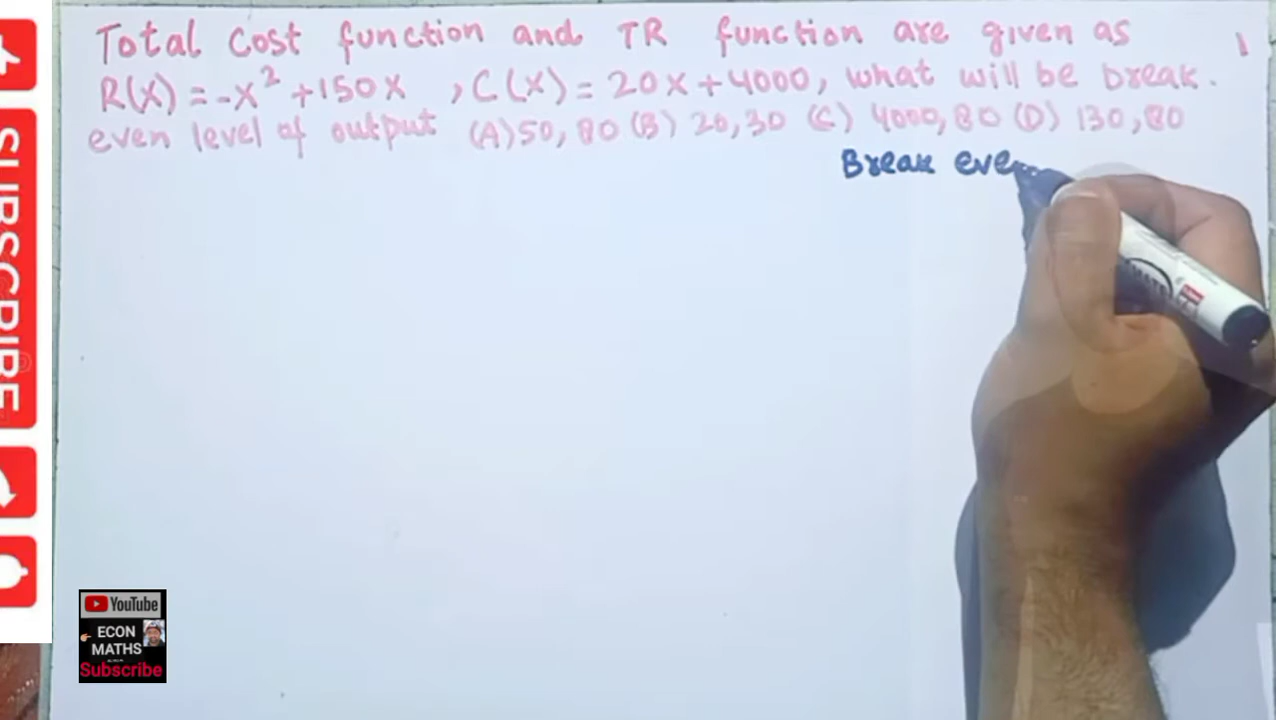 Total Cost function and TR function are given as
R(X) = -X² + 150X , C(X) = 20X + 4000, what will be break.
even level of output (A) 50, 80 (B) 20, 30 (C) 4000, 80 (D) 130, 80
Break eve
SUBSCRIBE
YouTube
ECON
MATHS
Subscribe